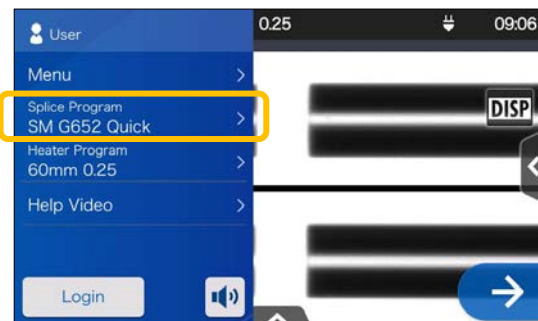 User
0.25
09:06
Menu
Splice Program
SM G652 Quick
DISP
Heater Program
60mm 0.25
Help Video
Login